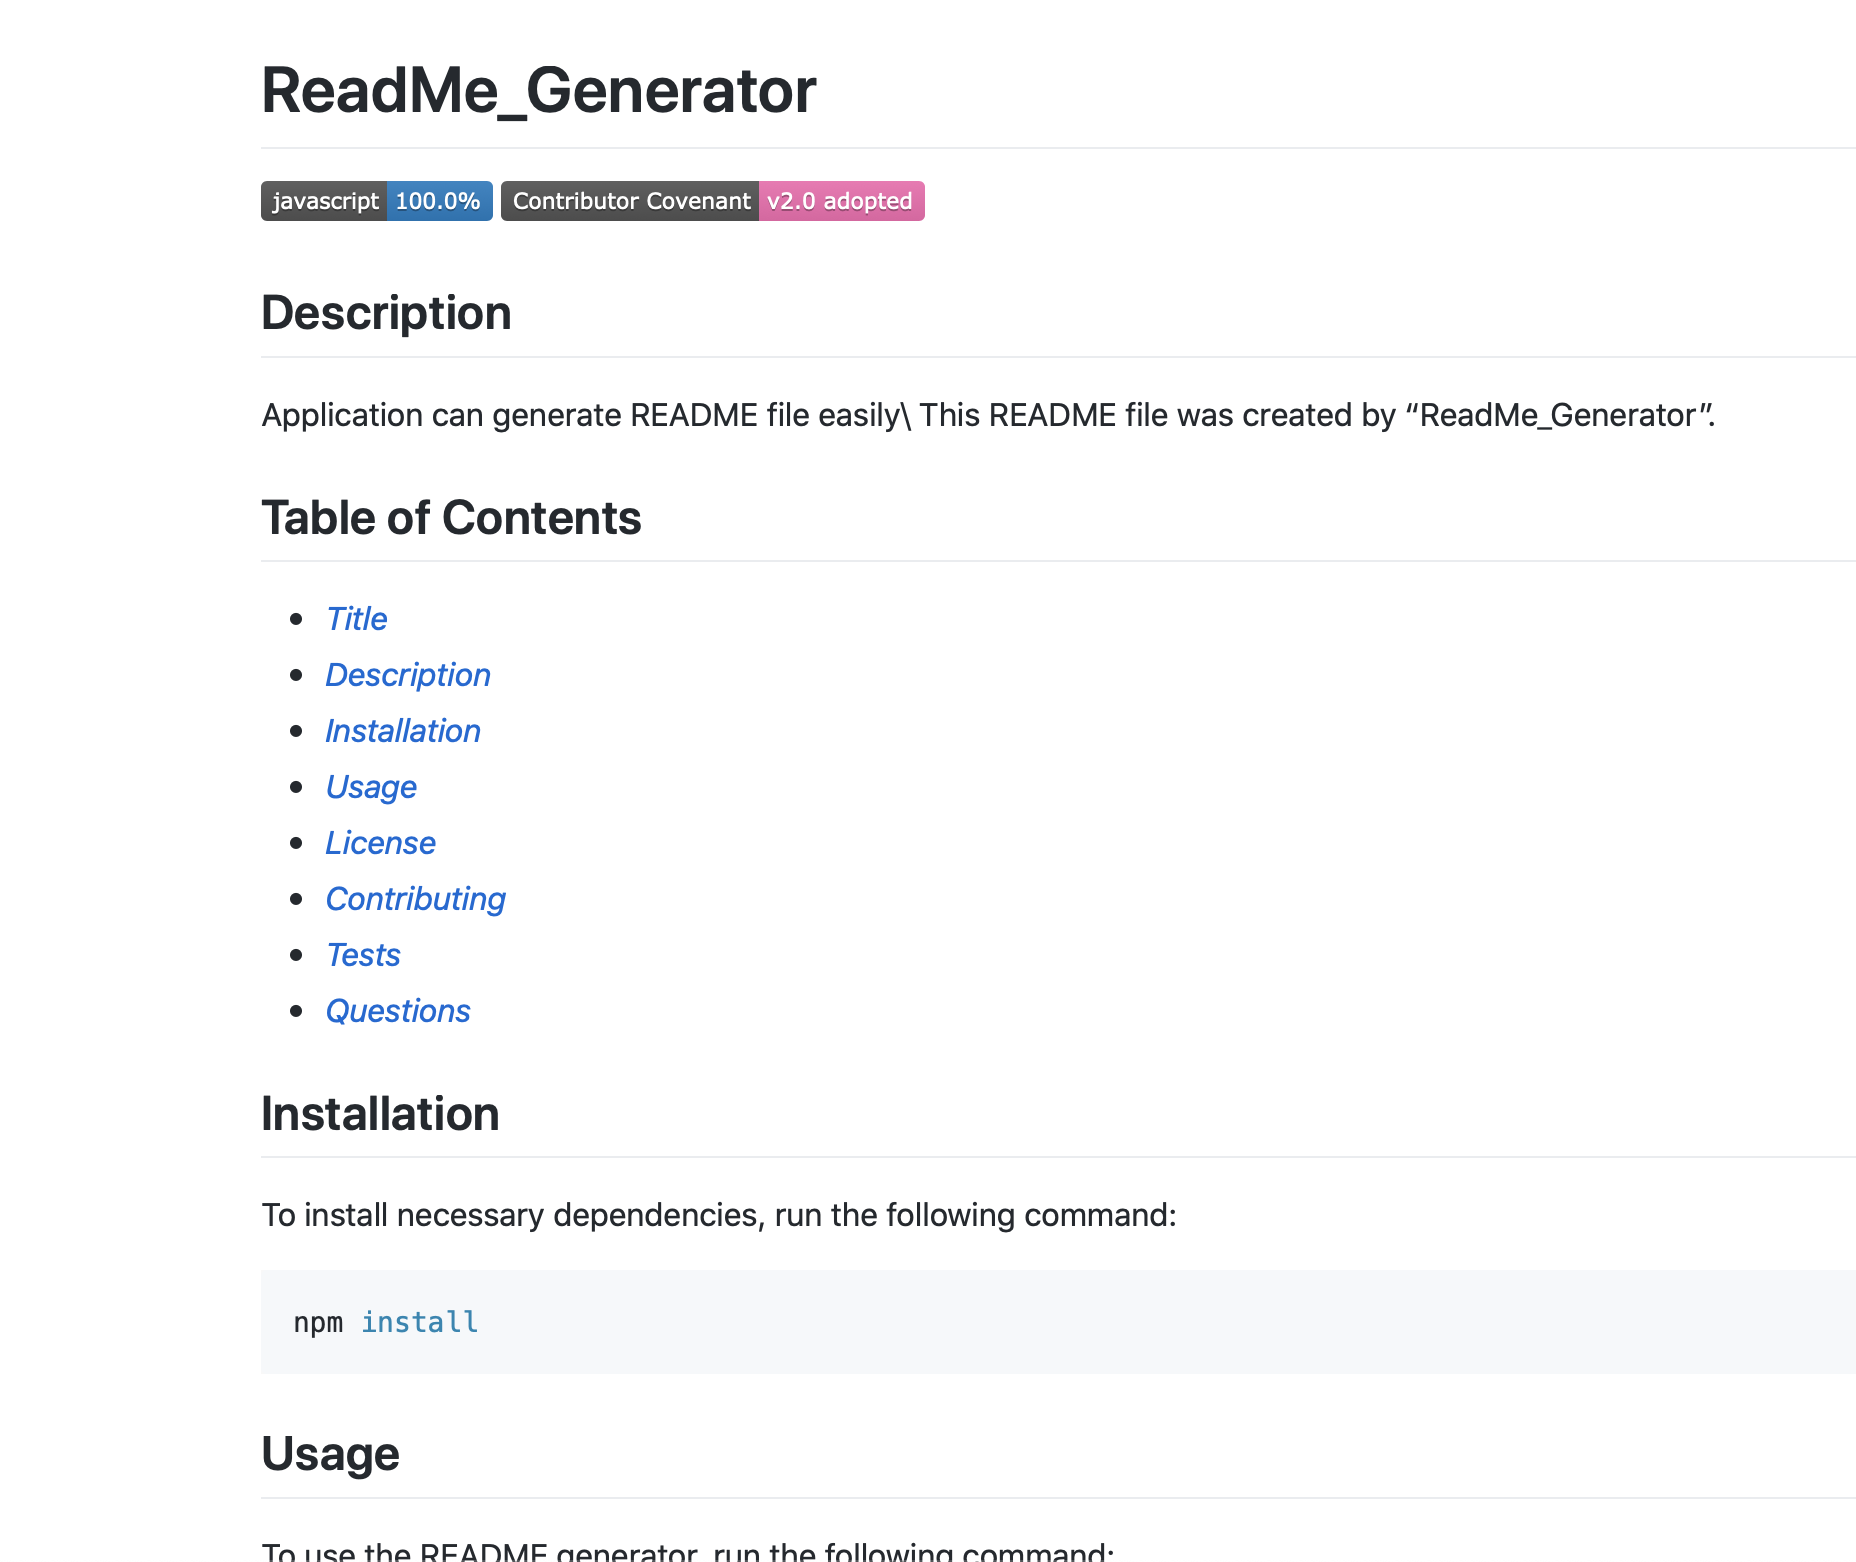 ReadMe_Generator
javascript 100.0% Contributor Covenant v2.0 adopted
Description
Application can generate README file easily\ This README file was created by “ReadMe_Generator”.
Table of Contents
Title
Description
Installation
Usage
License
Contributing
Tests
Questions
Installation
To install necessary dependencies, run the following command:
npm install
Usage
To use the README generator, run the following command: